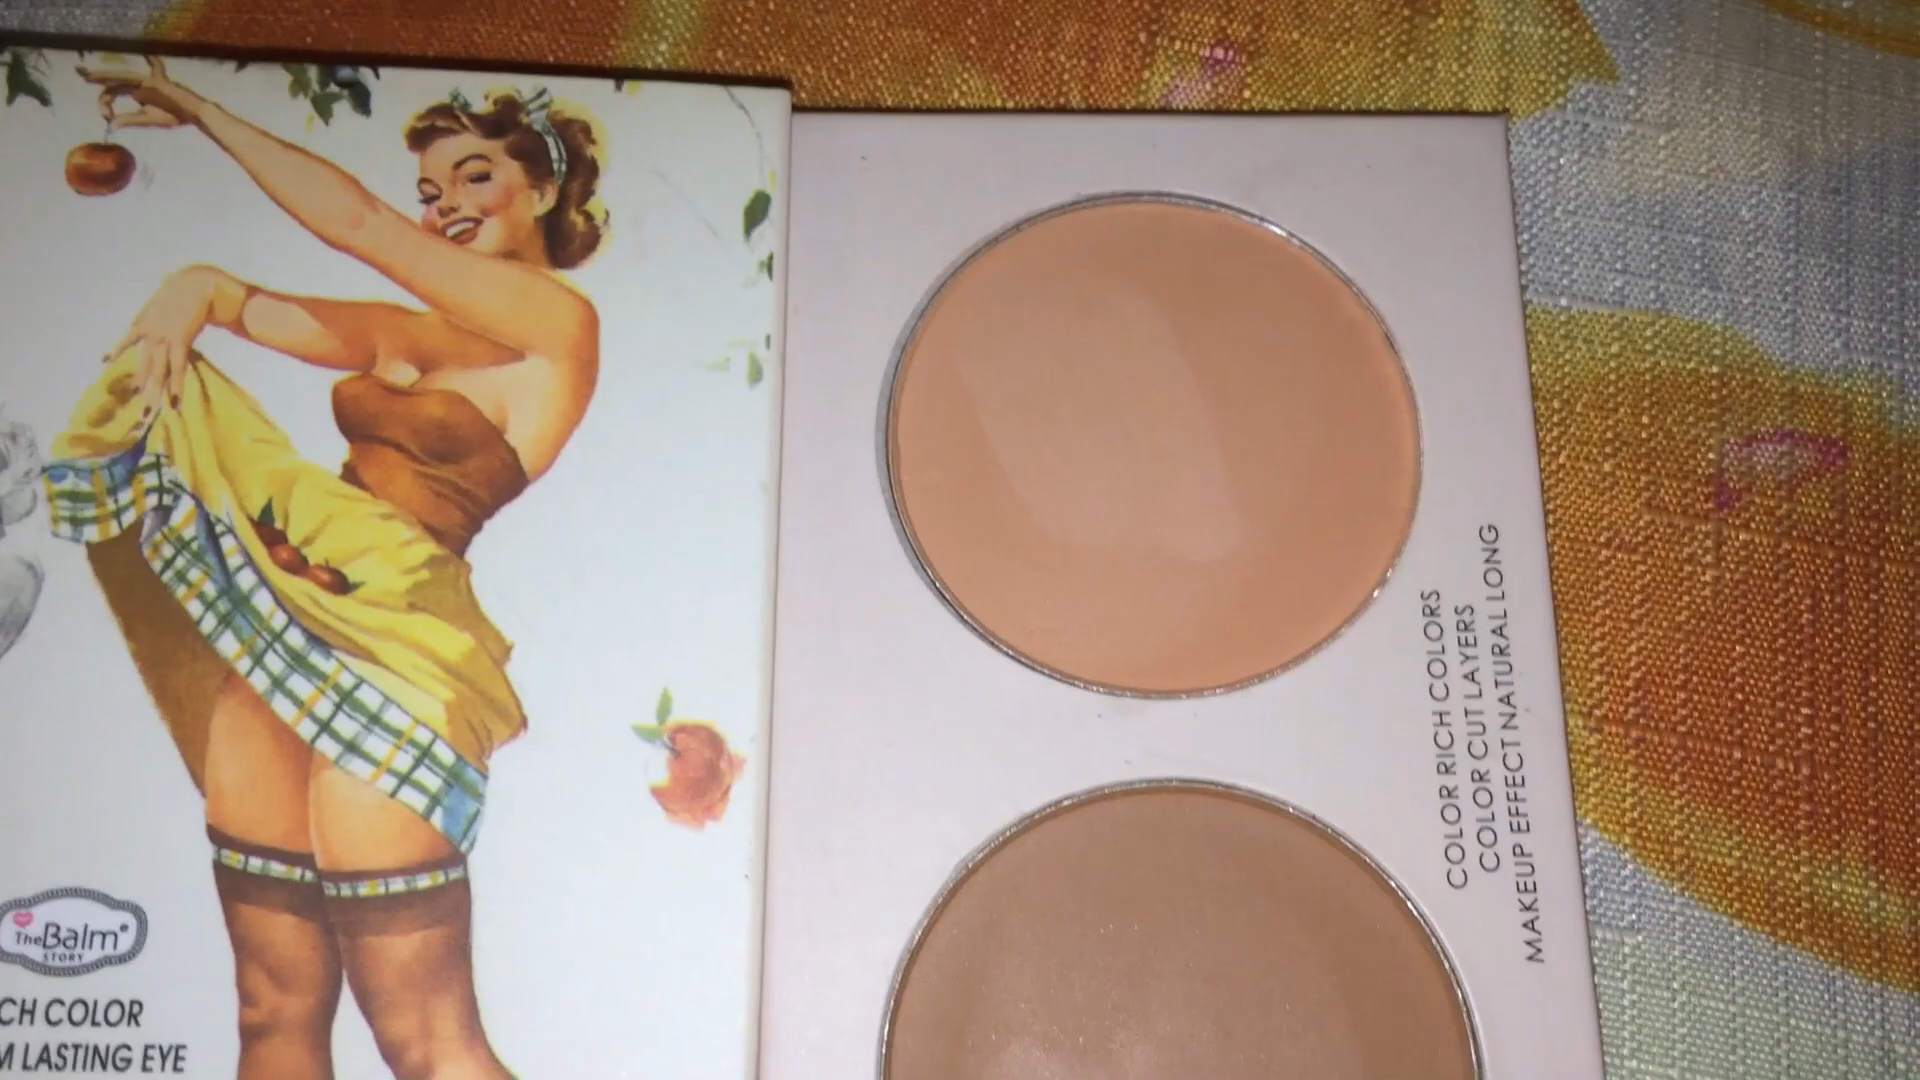 TheBalm®
STORY
CH COLOR
M LASTING EYE
COLOR RICH COLORS
COLOR CUT LAYERS
MAKEUP EFFECT NATURAL LONG